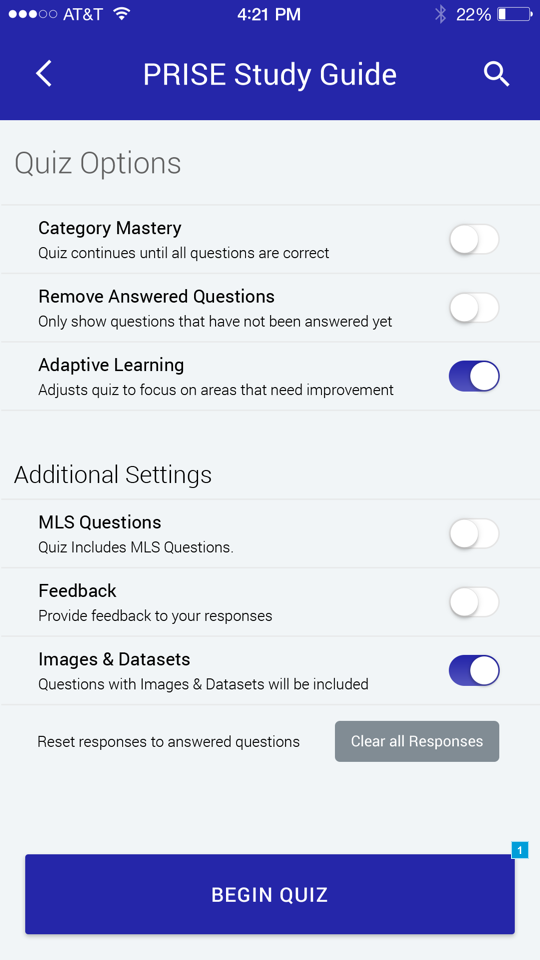 AT&T 4:21 PM 22%
PRISE Study Guide
Quiz Options
Category Mastery
Quiz continues until all questions are correct
Remove Answered Questions
Only show questions that have not been answered yet
Adaptive Learning
Adjusts quiz to focus on areas that need improvement
Additional Settings
MLS Questions
Quiz Includes MLS Questions.
Feedback
Provide feedback to your responses
Images & Datasets
Questions with Images & Datasets will be included
Reset responses to answered questions Clear all Responses
1
BEGIN QUIZ